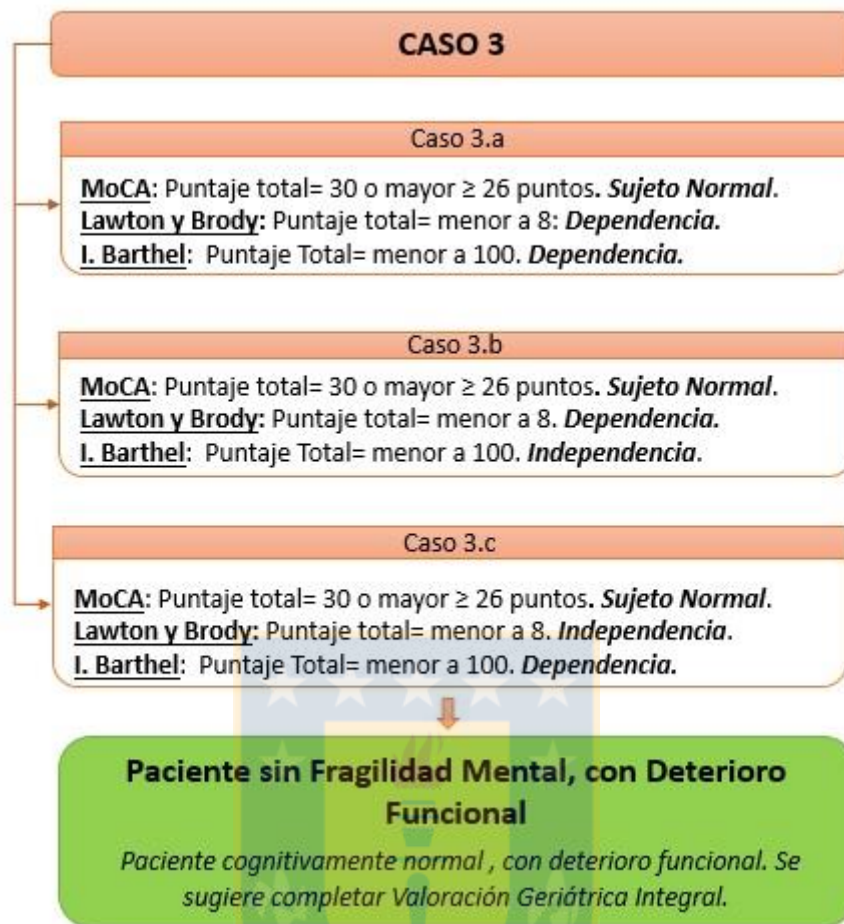 CASO 3
Caso 3.a
MoCA: Puntaje total= 30 o mayor ≥ 26 puntos. Sujeto Normal.
Lawton y Brody: Puntaje total= menor a 8: Dependencia.
I. Barthel:  Puntaje Total= menor a 100. Dependencia.
Caso 3.b
MoCA: Puntaje total= 30 o mayor ≥ 26 puntos. Sujeto Normal.
Lawton y Brody: Puntaje total= menor a 8. Dependencia.
I. Barthel:  Puntaje Total= menor a 100. Independencia.
Caso 3.c
MoCA: Puntaje total= 30 o mayor ≥ 26 puntos. Sujeto Normal.
Lawton y Brody: Puntaje total= menor a 8. Independencia.
I. Barthel:  Puntaje Total= menor a 100. Dependencia.
Paciente sin Fragilidad Mental, con Deterioro
Funcional
Paciente cognitivamente normal , con deterioro funcional. Se
sugiere completar Valoración Geriátrica Integral.